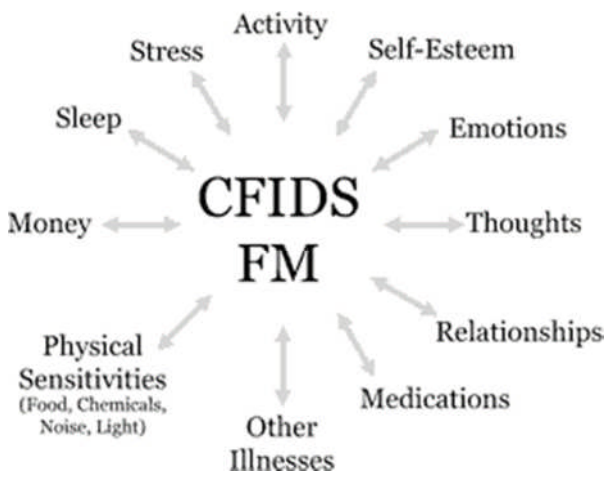 Activity
Stress
Self-Esteem
Sleep
Emotions
CFIDS
FM
Money
Thoughts
Relationships
Physical
Sensitivities
(Food, Chemicals,
Noise, Light)
Medications
Other
Illnesses